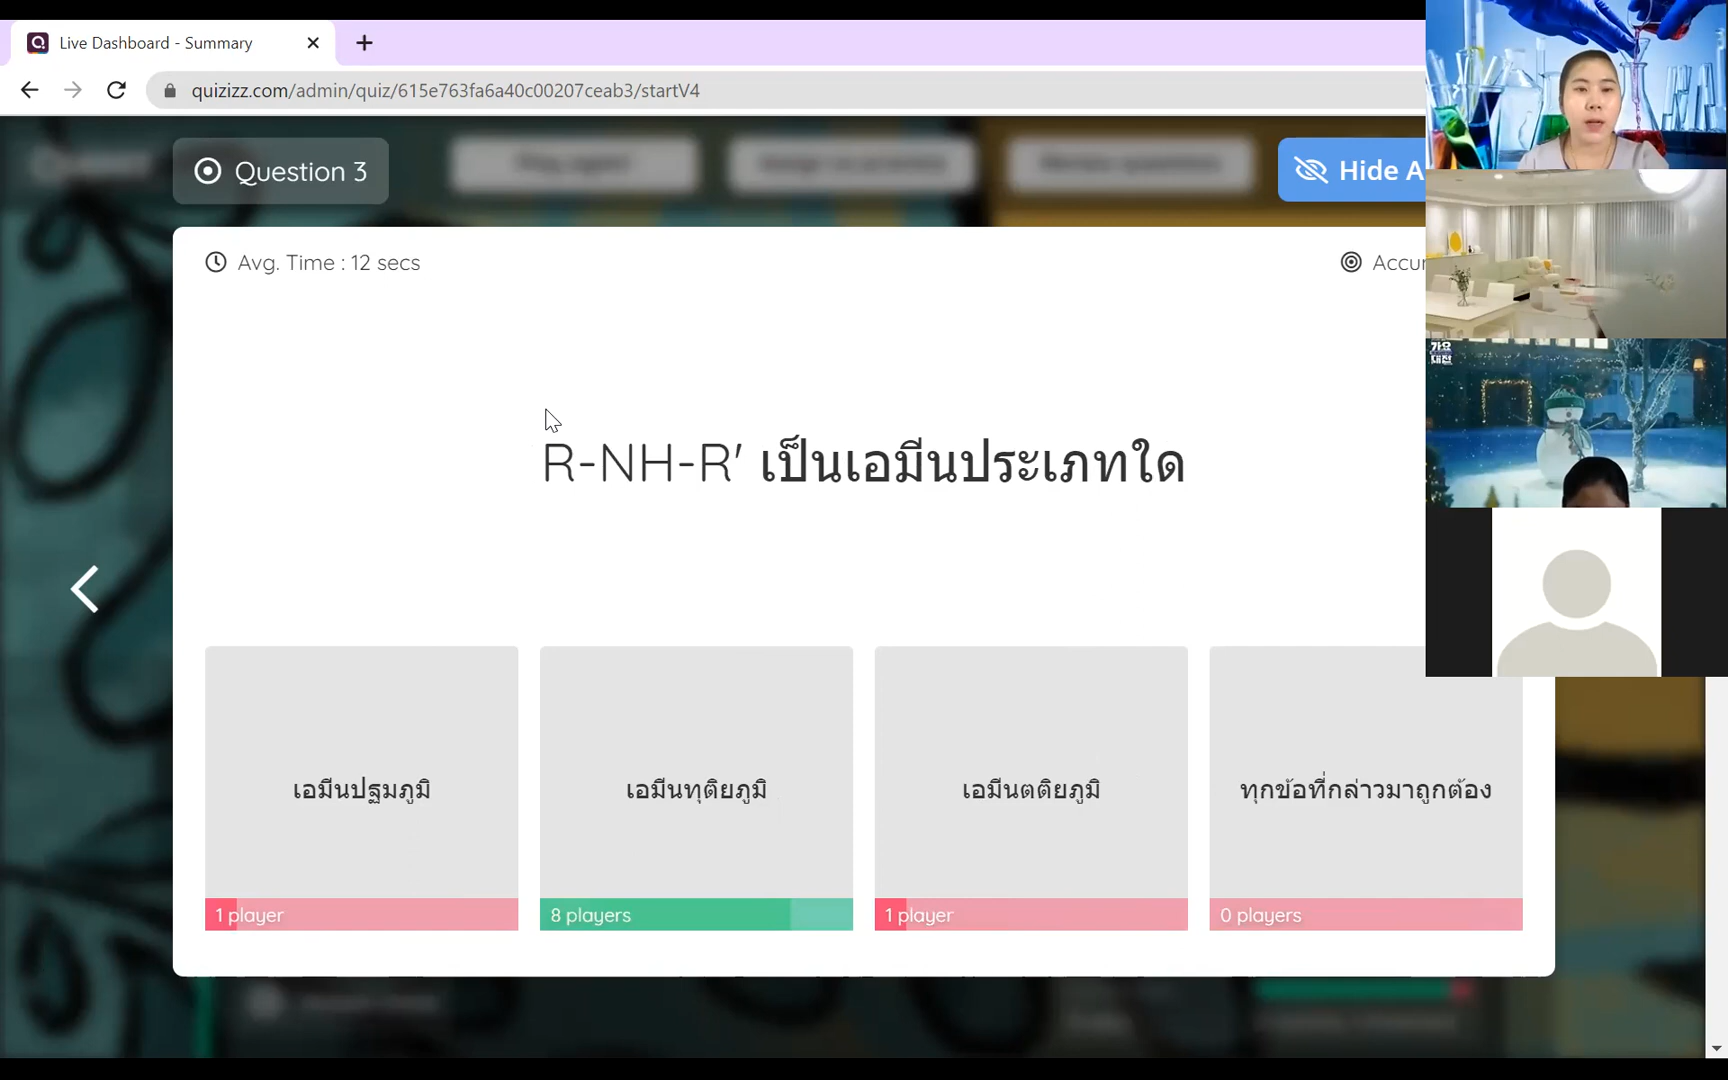 Live Dashboard - Summary
quizizz.com/admin/quiz/615e763fa6a40c00207ceab3/startV4
Question 3
Hide A
Avg. Time : 12 secs
Accur
가요
대전
R-NH-R' เป็นเอมีนประเภทใด
เอมีนปฐมภูมิ
เอมีนทุติยภูมิ
เอมีนตติยภูมิ
ทุกข้อที่กล่าวมาถูกต้อง
1 player
8 players
1 player
0 players